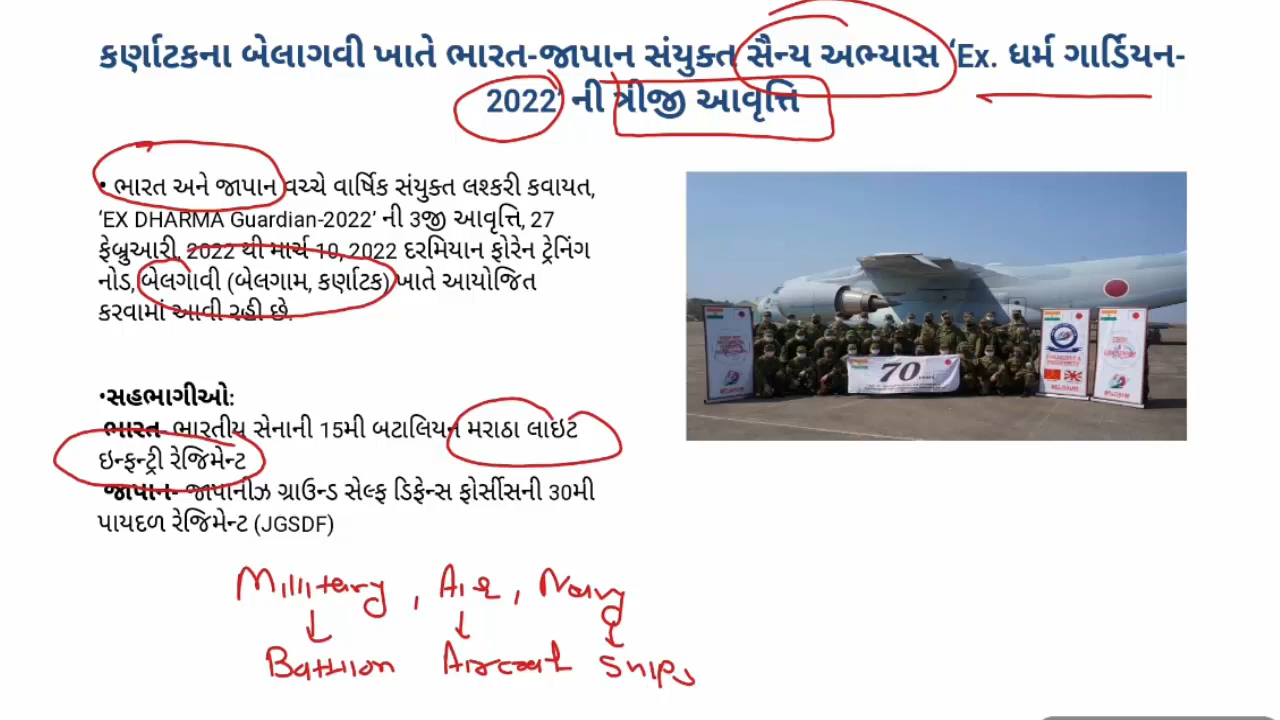 કર્ણાટકના બેલાગવી ખાતે ભારત-જાપાન સંયુક્ત સૈન્ય અભ્યાસ ‘Ex. ધર્મ ગાર્ડિયન-
2022’ ની ત્રીજી આવૃત્તિ
• ભારત અને જાપાન વચ્ચે વાર્ષિક સંયુક્ત લશ્કરી કવાયત,
‘EX DHARMA Guardian-2022’ ની 3જી આવૃત્તિ, 27
ફેબ્રુઆરી, 2022 થી માર્ચ 10, 2022 દરમિયાન ફોરેન ટ્રેનિંગ
નોડ, બેલગાવી (બેલગામ, કર્ણાટક) ખાતે આયોજિત
કરવામાં આવી રહી છે.
70
•સહભાગીઓ:
ભારત- ભારતીય સેનાની 15મી બટાલિયન મરાઠા લાઇટ
ઇન્ફન્ટ્રી રેજિમેન્ટ
જાપાન- જાપાનીઝ ગ્રાઉન્ડ સેલ્ફ ડિફેન્સ ફોર્સીસની 30મી
પાયદળ રેજિમેન્ટ (JGSDF)
Millitary, Air, Navy
Aircraft Ships